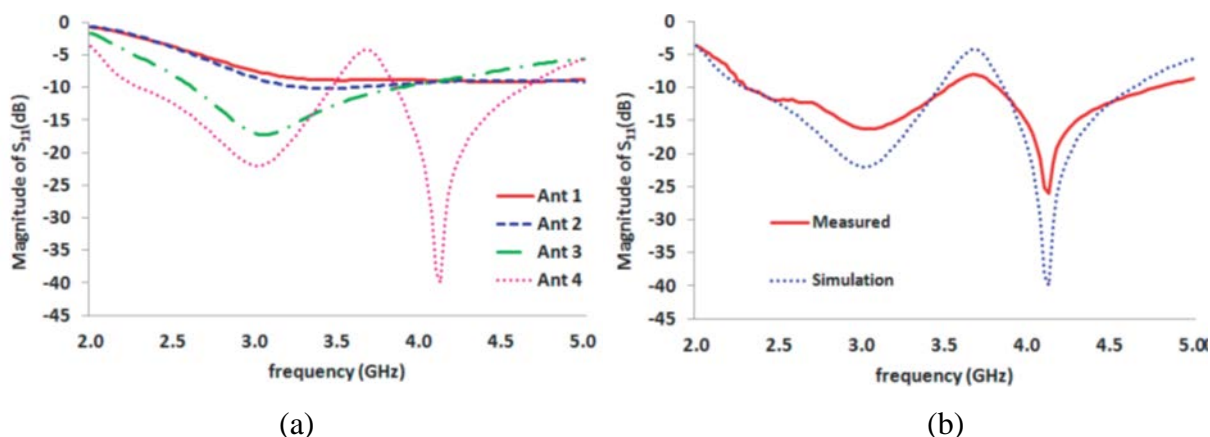 0
-5
-10
-15
-20
-25
-30
-35
-40
-45
Magnitude of S₁₁(dB)
Ant 1
Ant 2
Ant 3
Ant 4
2.0 2.5 3.0 3.5 4.0 4.5 5.0
frequency (GHz)
(a)
0
-5
-10
-15
-20
-25
-30
-35
-40
-45
Magnitude of S₁₁(dB)
Measured
Simulation
2.0 2.5 3.0 3.5 4.0 4.5 5.00
frequency (GHz)
(b)